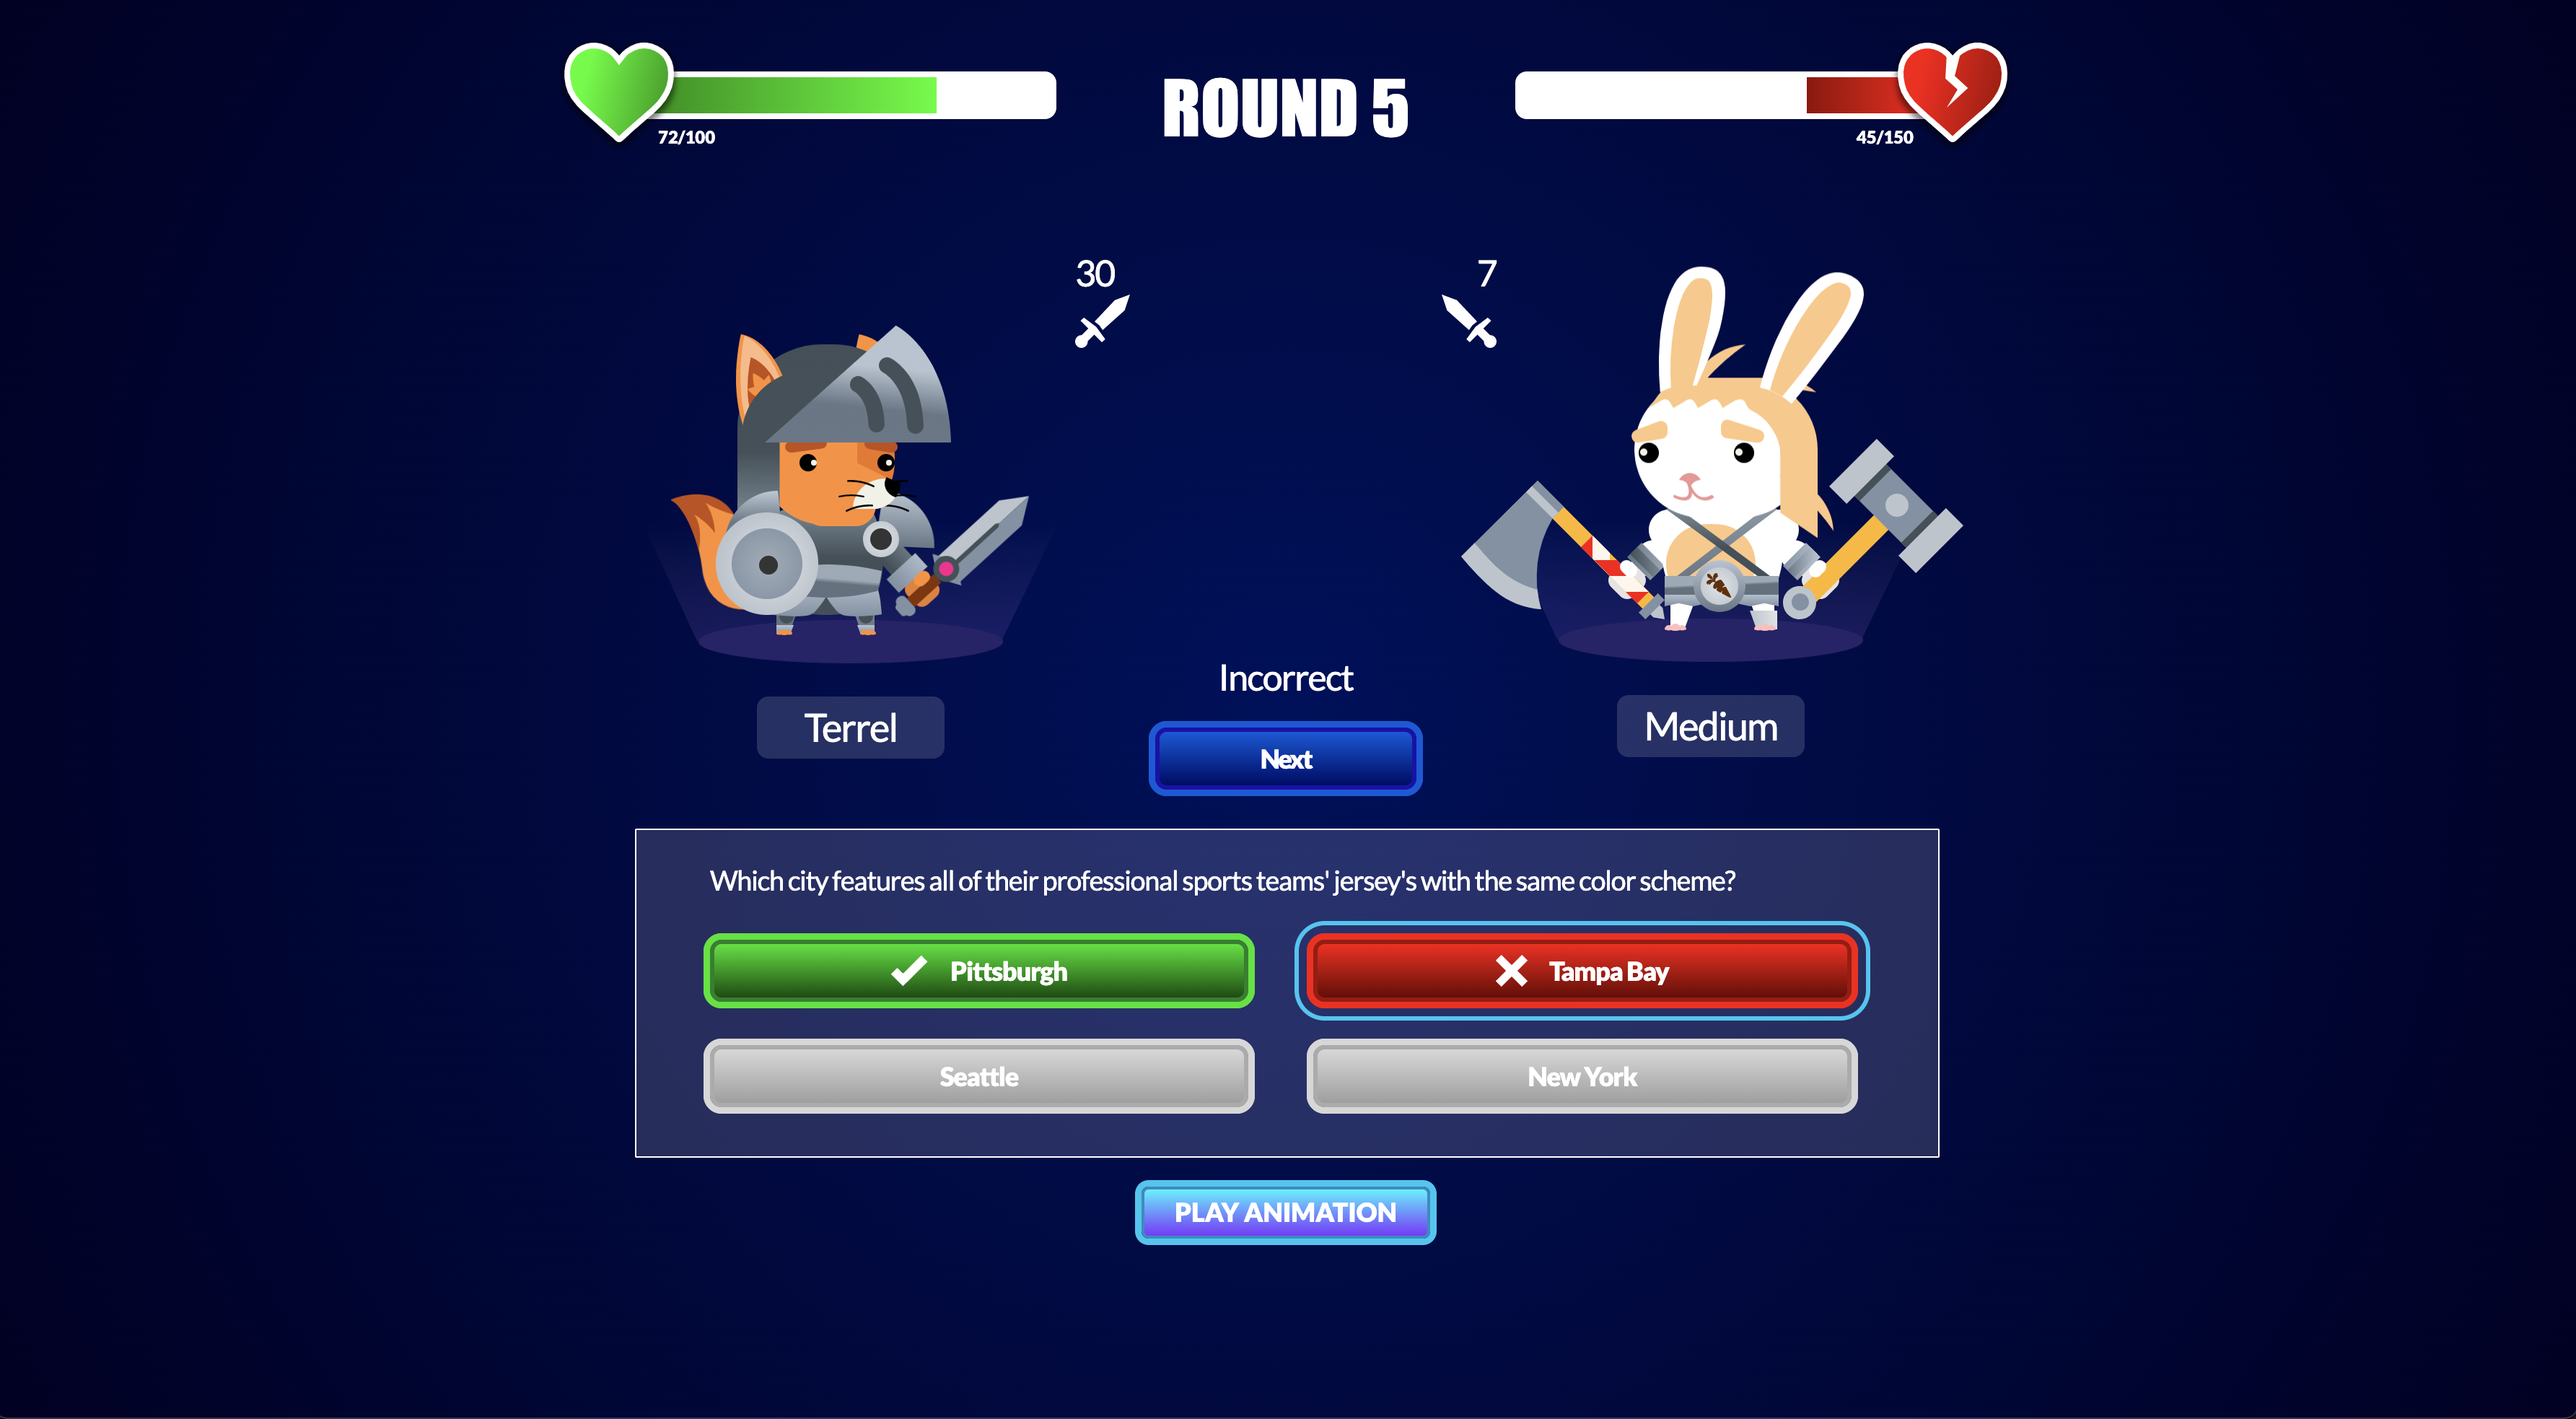 ROUND 5
72/100
45/150
30
7
Incorrect
Terrel
Medium
Next
Which city features all of their professional sports teams' jersey's with the same color scheme?
Pittsburgh
Tampa Bay
Seattle
New York
PLAY ANIMATION